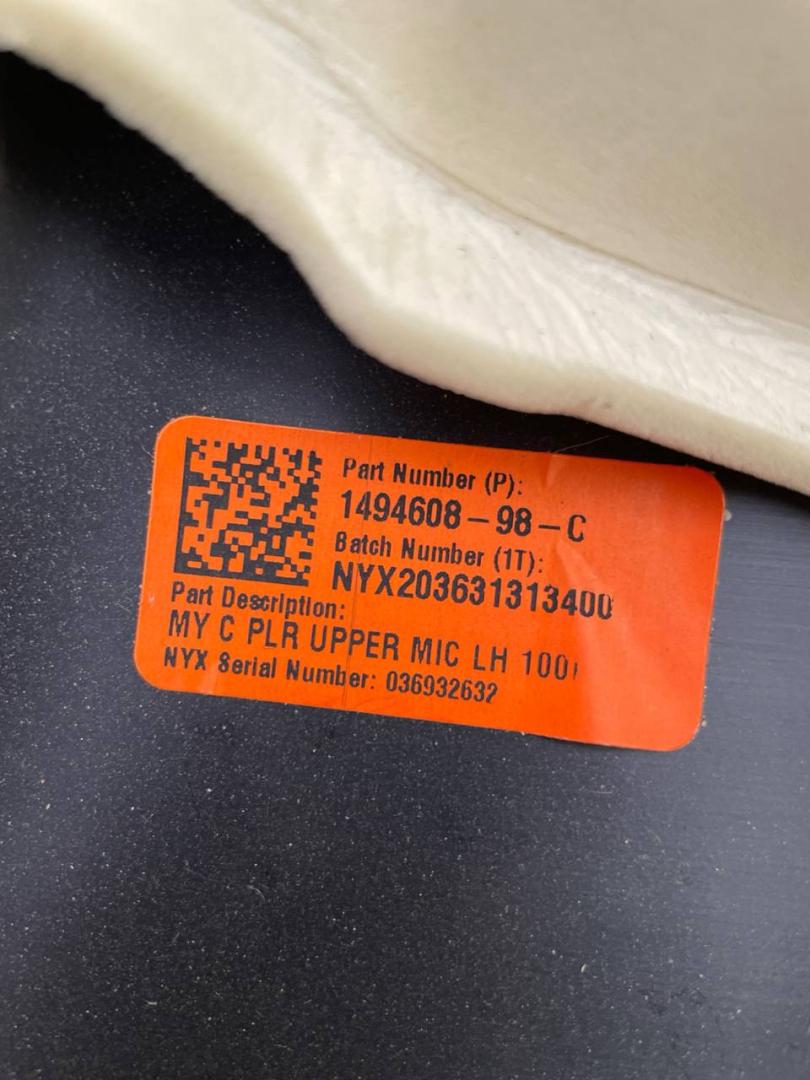 Part Number (P):
1494608-98-C
Batch Number (1T):
NYX203631313400
Part Description:
MY C PLR UPPER MIC LH 100
NYX Serial Number: 036932632